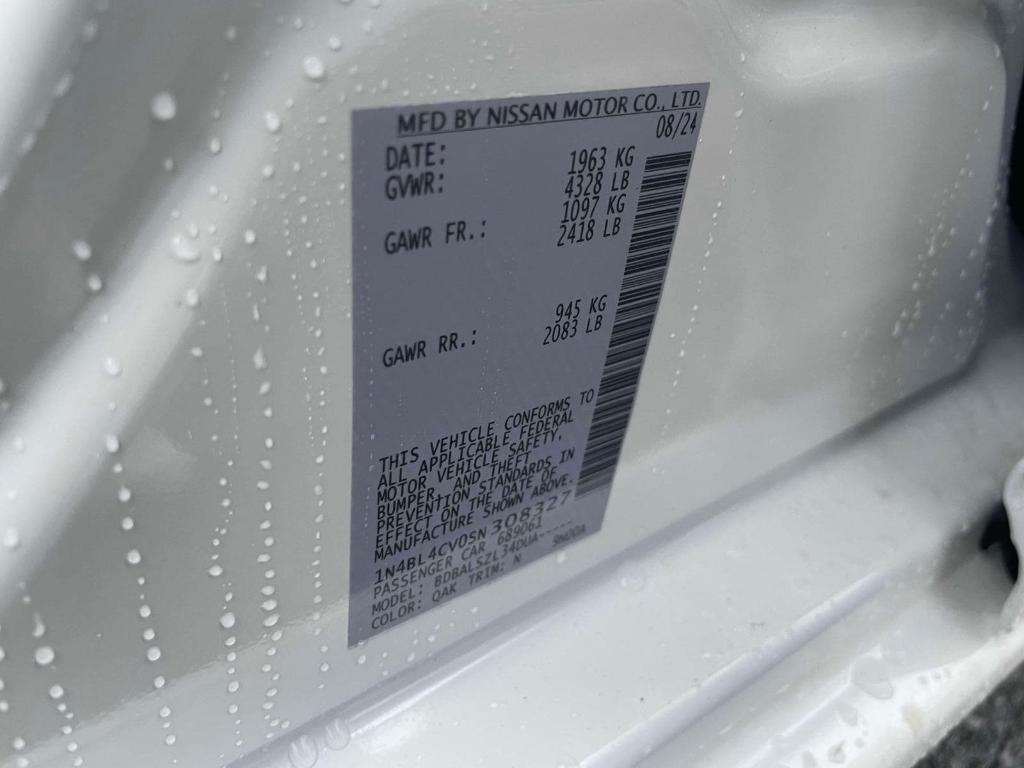 MFD BY NISSAN MOTOR CO., LTD.
DATE: 08/24
GVWR: 1963 KG
4328 LB
GAWR FR.: 1097 KG
2418 LB
GAWR RR.: 945 KG
2083 LB
THIS VEHICLE CONFORMS TO
ALL APPLICABLE FEDERAL
MOTOR VEHICLE SAFETY,
BUMPER, AND THEFT
PREVENTION STANDARDS IN
EFFECT ON THE DATE OF
MANUFACTURE SHOWN ABOVE.
1N4BL4CV0SN308327
PASSENGER CAR 689061
MODEL: BDBALSZL34DUA-----
COLOR: QAK TRIM: N